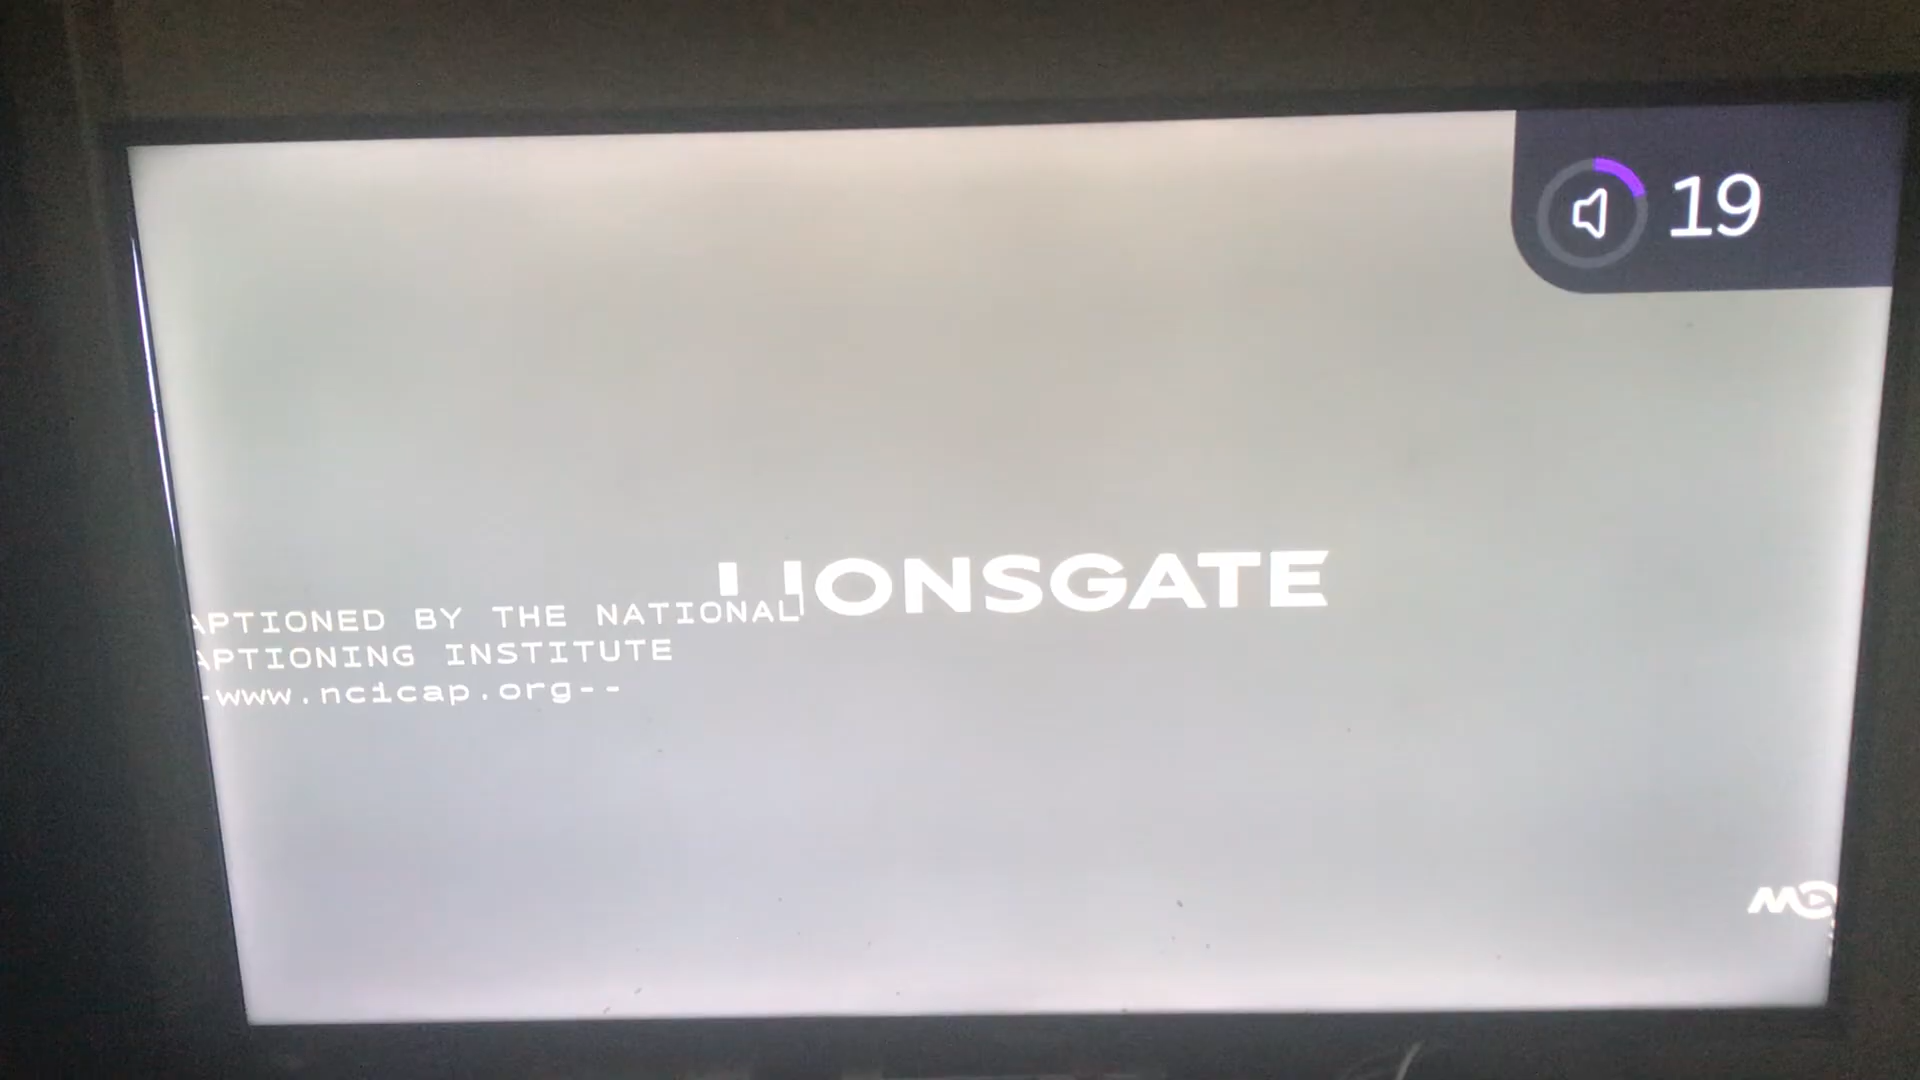 19
LIONSGATE
APTIONED BY THE NATIONAL
APTIONING INSTITUTE
-www.ncicap.org--